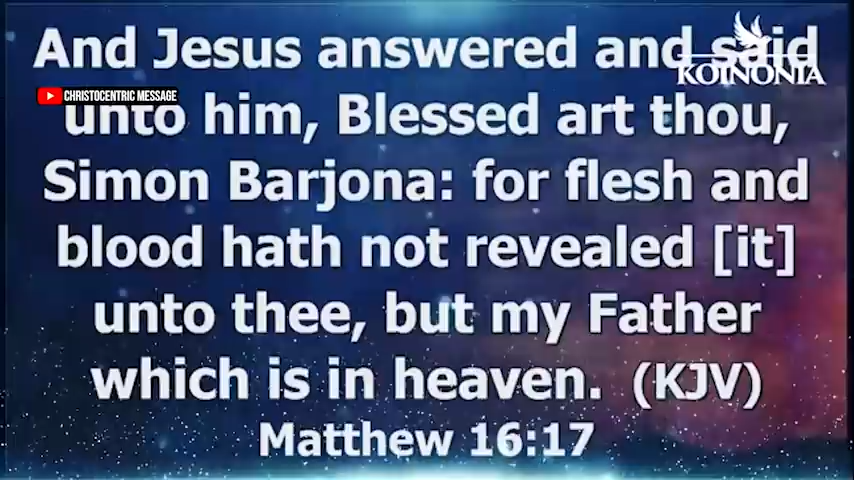 And Jesus answered and said
KOINONIA
CHRISTOCENTRIC MESSAGE
unto him, Blessed art thou,
Simon Barjona: for flesh and
blood hath not revealed [it]
unto thee, but my Father
which is in heaven. (KJV)
Matthew 16:17